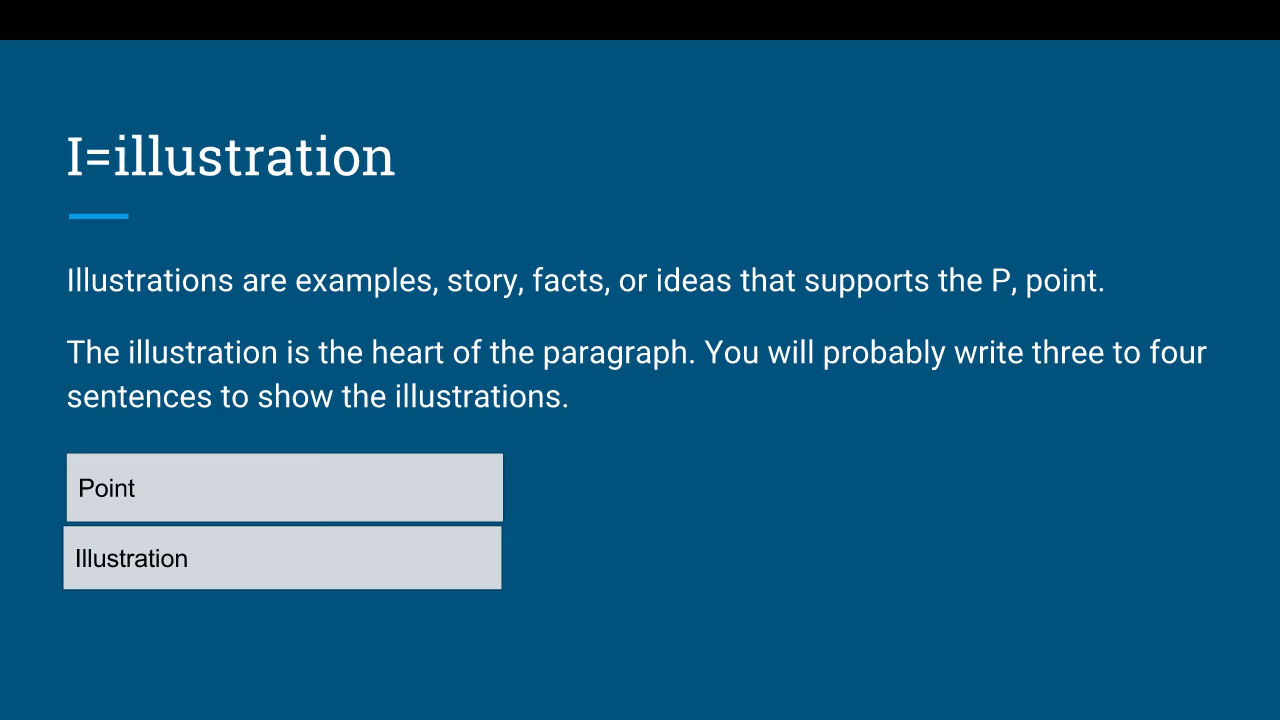 I=illustration
Illustrations are examples, story, facts, or ideas that supports the P, point.
The illustration is the heart of the paragraph. You will probably write three to four
sentences to show the illustrations.
Point
Illustration